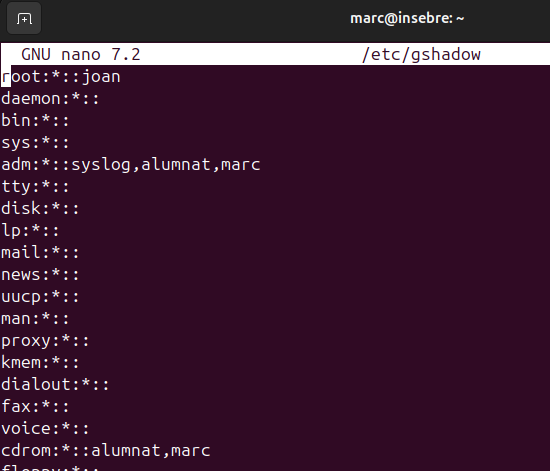 marc@insebre: ~
GNU nano 7.2 /etc/gshadow
root:*::joan
daemon:*::
bin:*::
sys:*::
adm:*::syslog,alumnat,marc
tty:*::
disk:*::
lp:*::
mail:*::
news:*::
uucp:*::
man:*::
proxy:*::
kmem:*::
dialout:*::
fax:*::
voice:*::
cdrom:*::alumnat,marc
floppy:*::